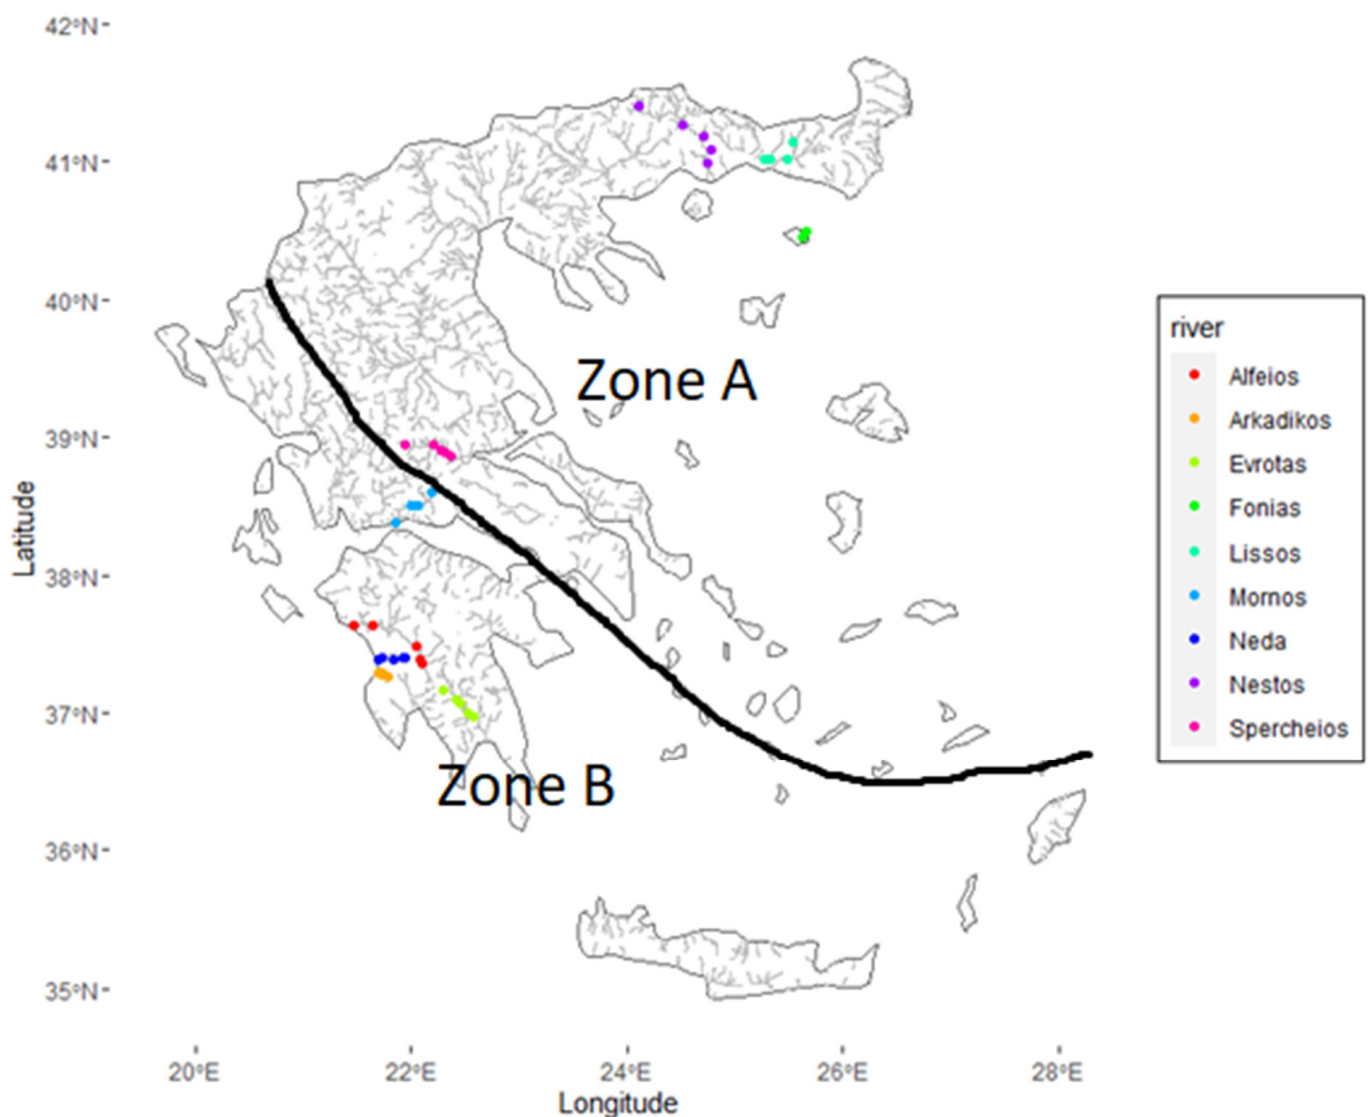 42°N
41°N
40°N
39°N
38°N
37°N
36°N
35°N
Latitude
Zone A
Zone B
20°E
22°E
24°E
26°E
28°E
Longitude
river
Alfeios
Arkadikos
Evrotas
Fonias
Lissos
Mornos
Neda
Nestos
Spercheios